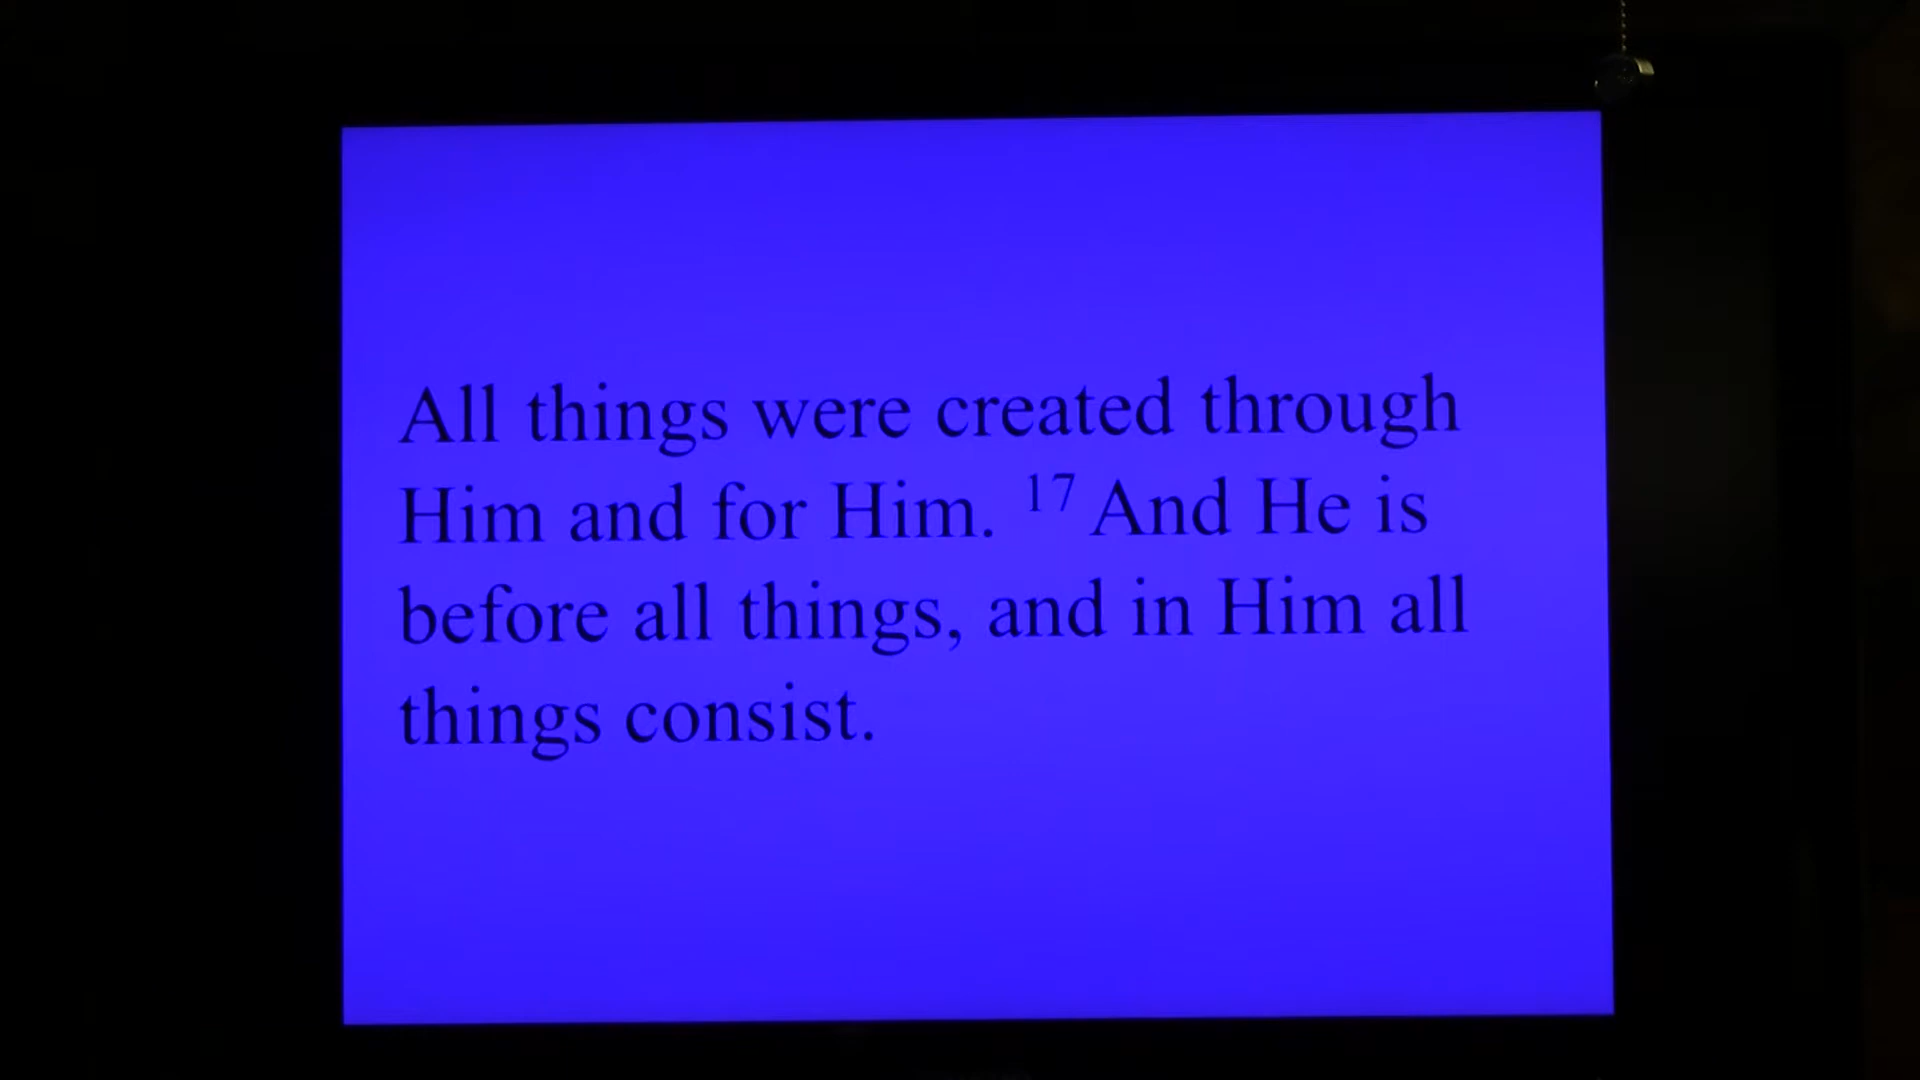 All things were created through
Him and for Him. 17 And He is
before all things, and in Him all
things consist.